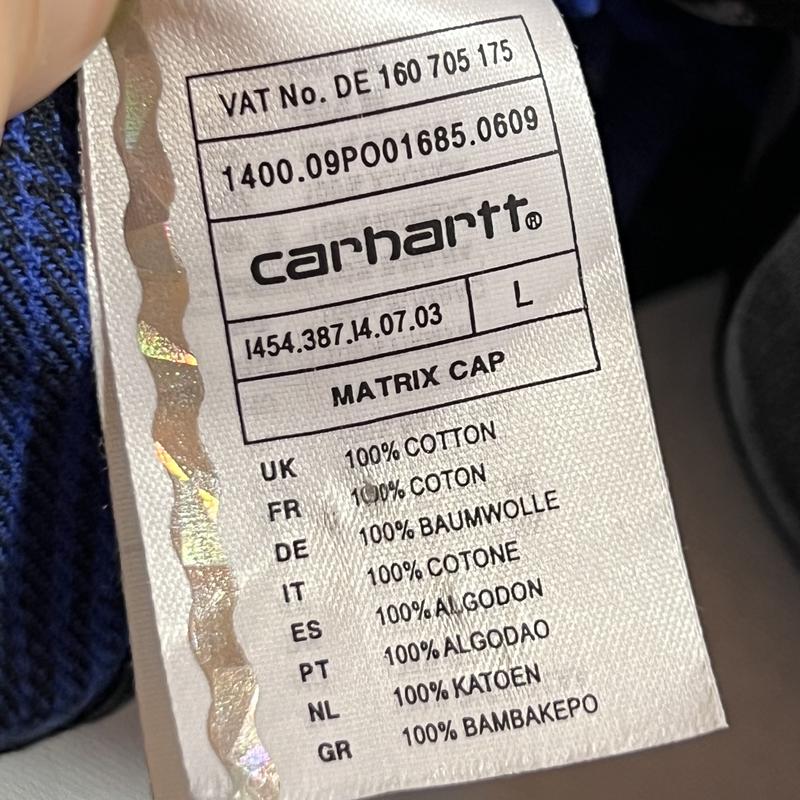 VAT No. DE 160 705 175
1400.09PO01685.0609
carhartt®
I454.387.I4.07.03 L
MATRIX CAP
UK 100% COTTON
FR 100% COTON
DE 100% BAUMWOLLE
IT 100% COTONE
ES 100% ALGODON
PT 100% ALGODAO
NL 100% KATOEN
GR 100% BAMBAKEPO